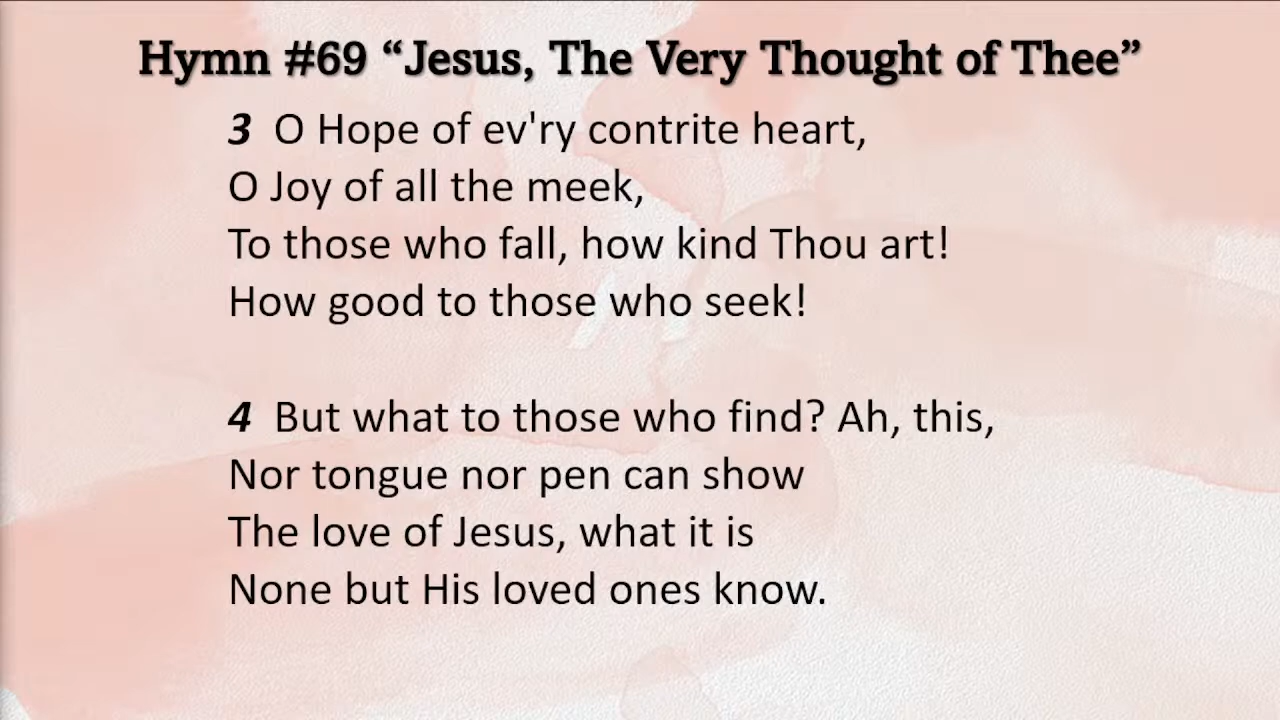 Hymn #69 “Jesus, The Very Thought of Thee”
3 O Hope of ev'ry contrite heart,
O Joy of all the meek,
To those who fall, how kind Thou art!
How good to those who seek!
4 But what to those who find? Ah, this,
Nor tongue nor pen can show
The love of Jesus, what it is
None but His loved ones know.